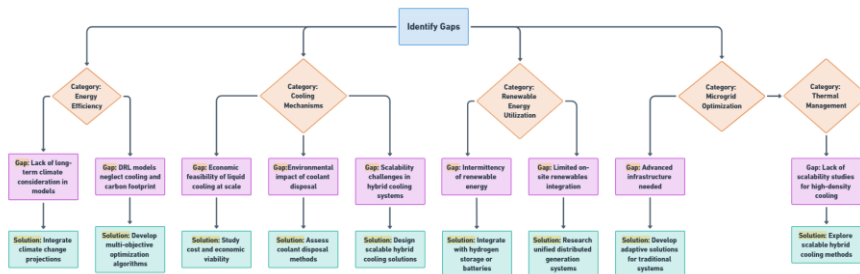 Identify Gaps
Category:
Energy
Efficiency
Category:
Cooling
Mechanisms
Category:
Renewable
Energy
Utilization
Category:
Microgrid
Optimization
Category:
Thermal
Management
Gap: Lack of long-
term climate
consideration in
models
Gap: DRL models
neglect cooling and
carbon footprint
Gap: Economic
feasibility of liquid
cooling at scale
Gap:Environmental
impact of coolant
disposal
Gap: Scalability
challenges in
hybrid cooling
systems
Gap: Intermittency
of renewable
energy
Gap: Limited on-
site renewables
integration
Gap: Advanced
infrastructure
needed
Gap: Lack of
scalability studies
for high-density
cooling
Solution: Integrate
climate change
projections
Solution: Develop
multi-objective
optimization
algorithms
Solution: Study
cost and economic
viability
Solution: Assess
coolant disposal
methods
Solution: Design
scalable hybrid
cooling solutions
Solution: Integrate
with hydrogen
storage or
batteries
Solution: Research
unified distributed
generation
systems
Solution: Develop
adaptive solutions
for traditional
systems
Solution: Explore
scalable hybrid
cooling methods